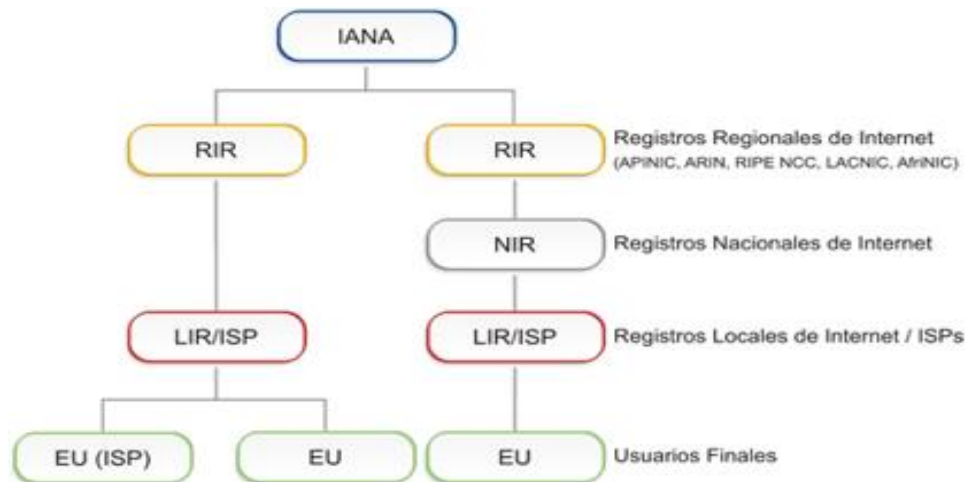 IANA
RIR
RIR
Registros Regionales de Internet
(APINIC, ARIN, RIPE NCC, LACNIC, AfriNIC)
NIR
Registros Nacionales de Internet
LIR/ISP
LIR/ISP
Registros Locales de Internet / ISPs
EU (ISP)
EU
EU
Usuarios Finales